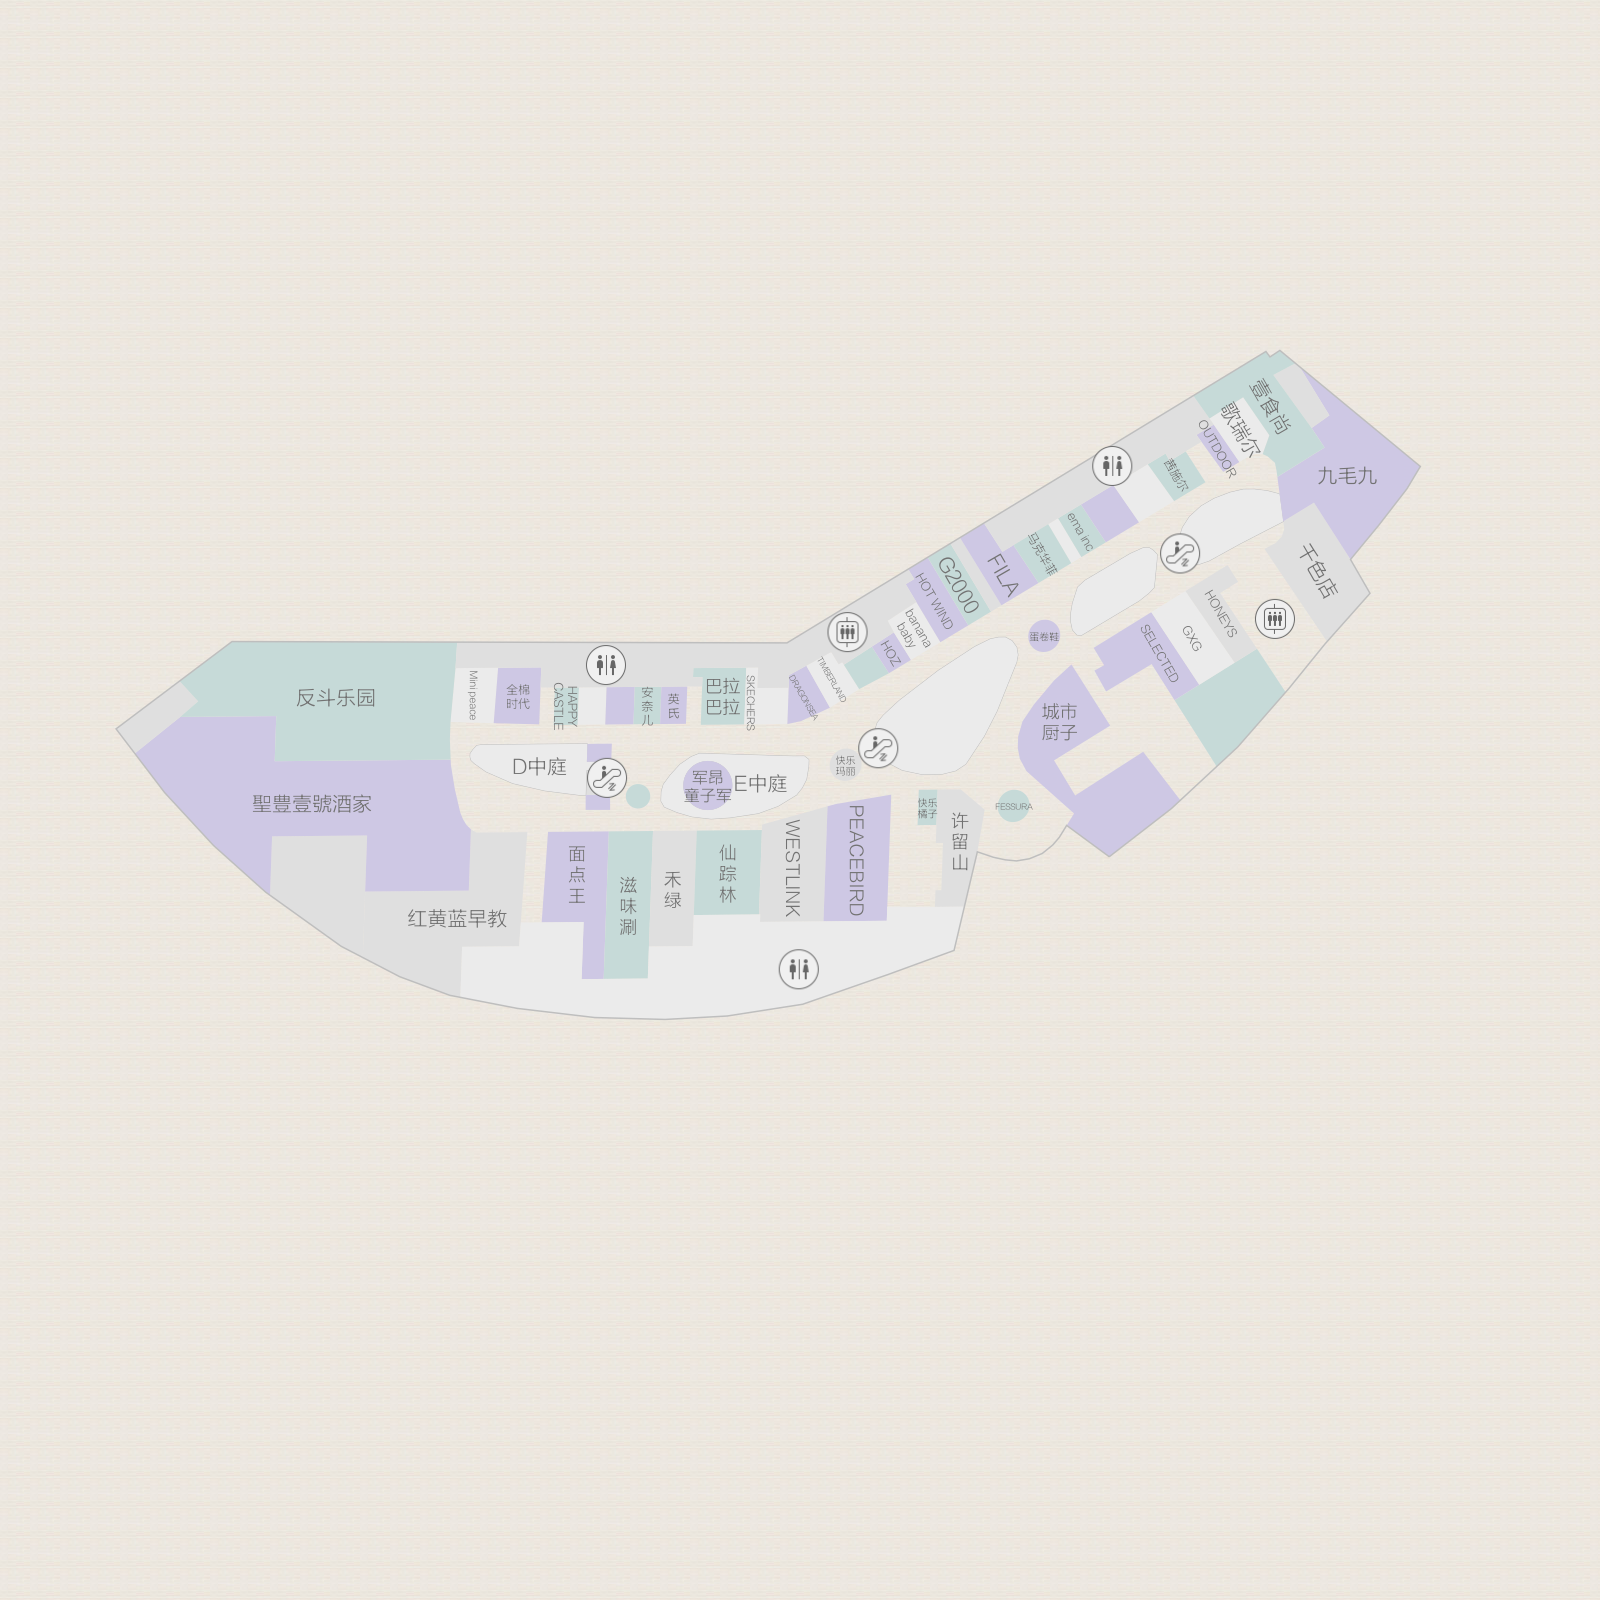 壹食尚
歌瑞尔
OUTDOOR
九毛九
茜施尔
ema inc
马克华菲
千色店
FILA
G2000
HOT WIND
banana
baby
HOZ
TIMBERLAND
DRAGONSEA
蛋卷鞋
HONEYS
GXG
SELECTED
反斗乐园
Mini peace
全棉
时代
HAPPY
CASTLE
安奈儿
英氏
巴拉
巴拉
SKECHERS
城市
厨子
D中庭
军昂
童子军
E中庭
快乐
玛丽
聖豊壹號酒家
快乐
橘子
FESSURA
许留山
面点王
滋味涮
禾绿
仙踪林
WESTLINK
PEACEBIRD
红黄蓝早教